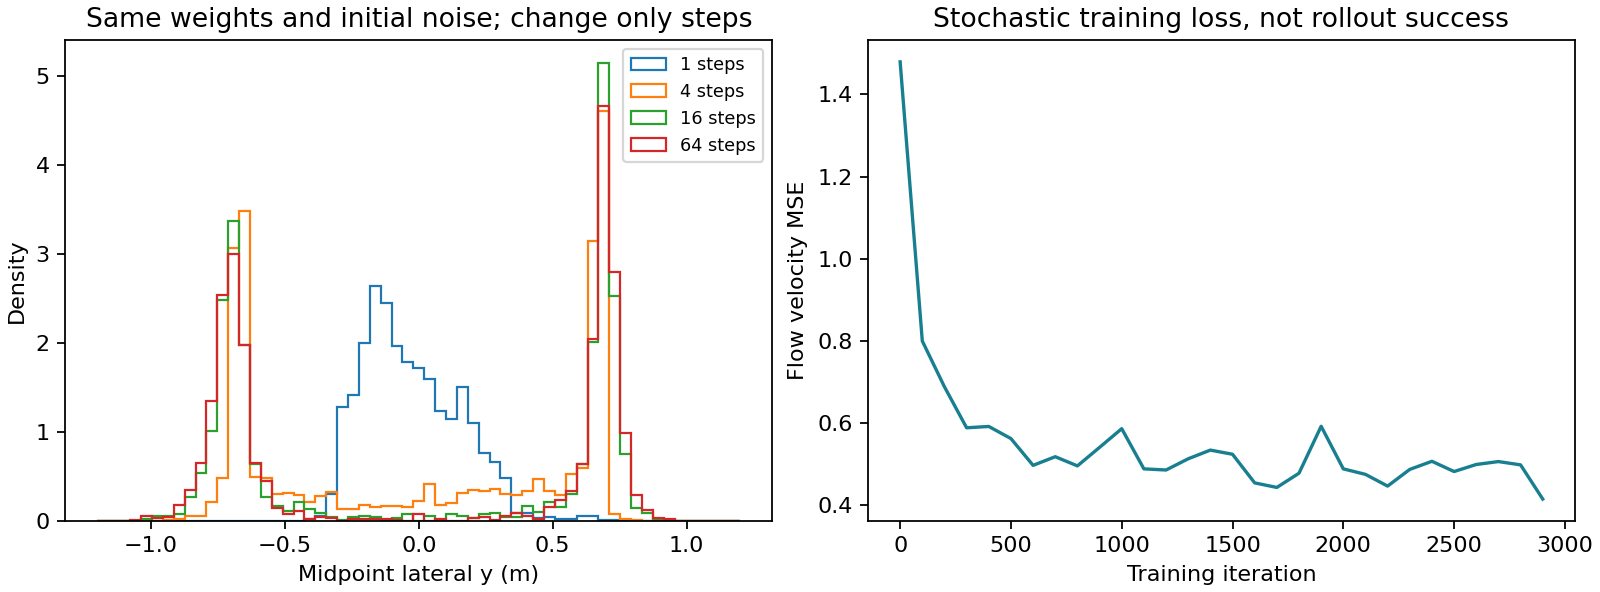 Same weights and initial noise; change only steps
5
4
3
2
1
0
Density
−1.0
−0.5
0.0
0.5
1.0
Midpoint lateral y (m)
1 steps
4 steps
16 steps
64 steps
Stochastic training loss, not rollout success
1.4
1.2
1.0
0.8
0.6
0.4
Flow velocity MSE
0
500
1000
1500
2000
2500
3000
Training iteration